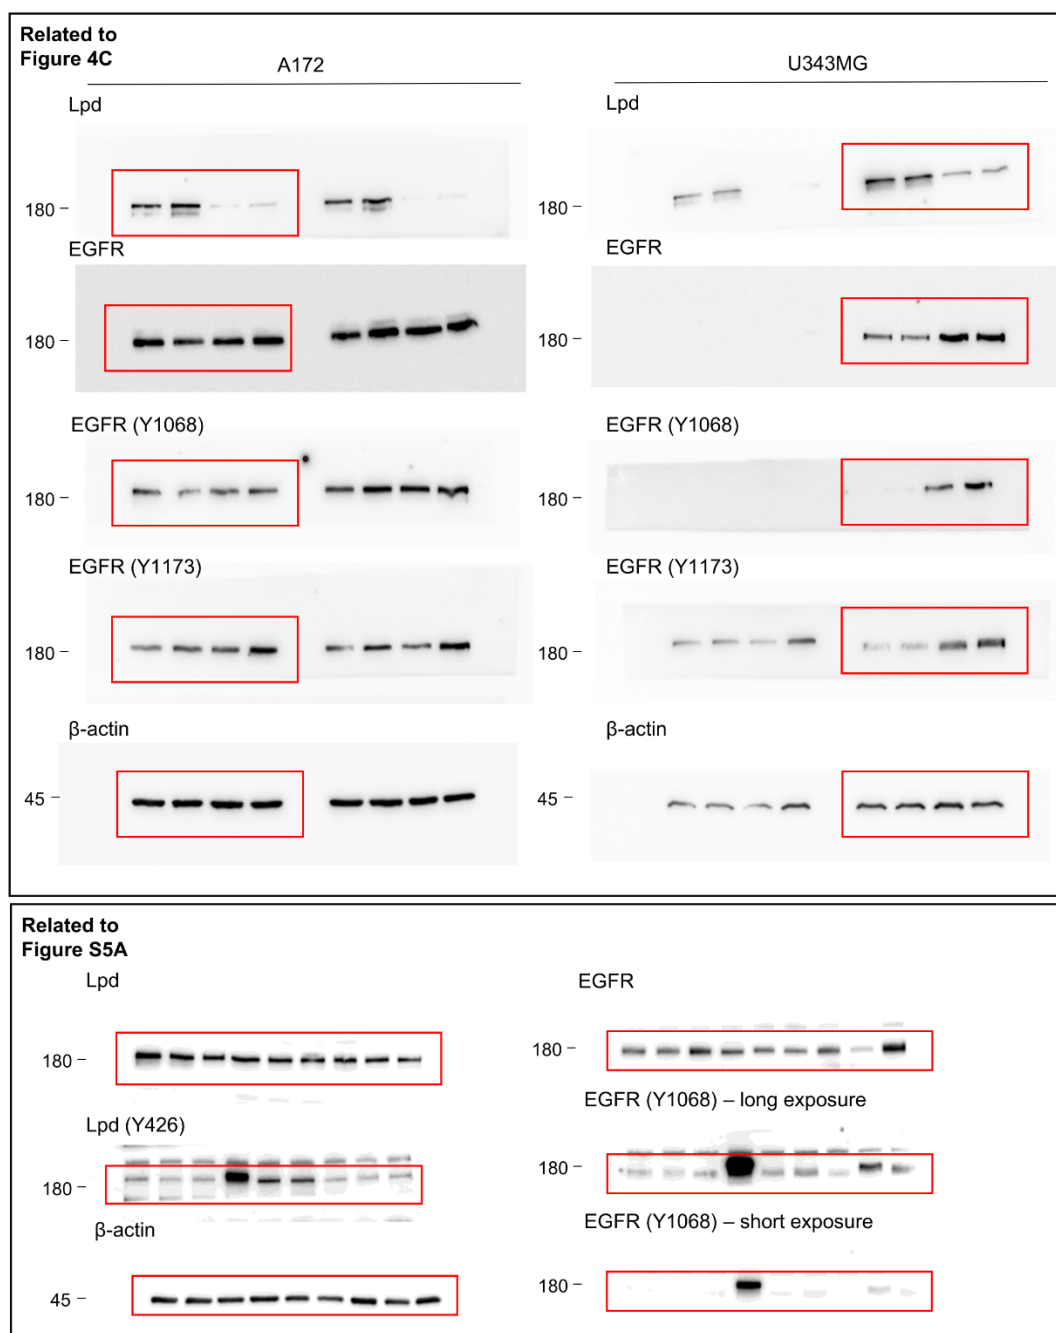 Related to
Figure 4C
A172
U343MG
Lpd
Lpd
180
180
EGFR
EGFR
180
180
EGFR (Y1068)
EGFR (Y1068)
180
180
EGFR (Y1173)
EGFR (Y1173)
180
180
β-actin
β-actin
45
45
Related to
Figure S5A
Lpd
EGFR
180
180
EGFR (Y1068) – long exposure
Lpd (Y426)
180
180
EGFR (Y1068) – short exposure
β-actin
180
45